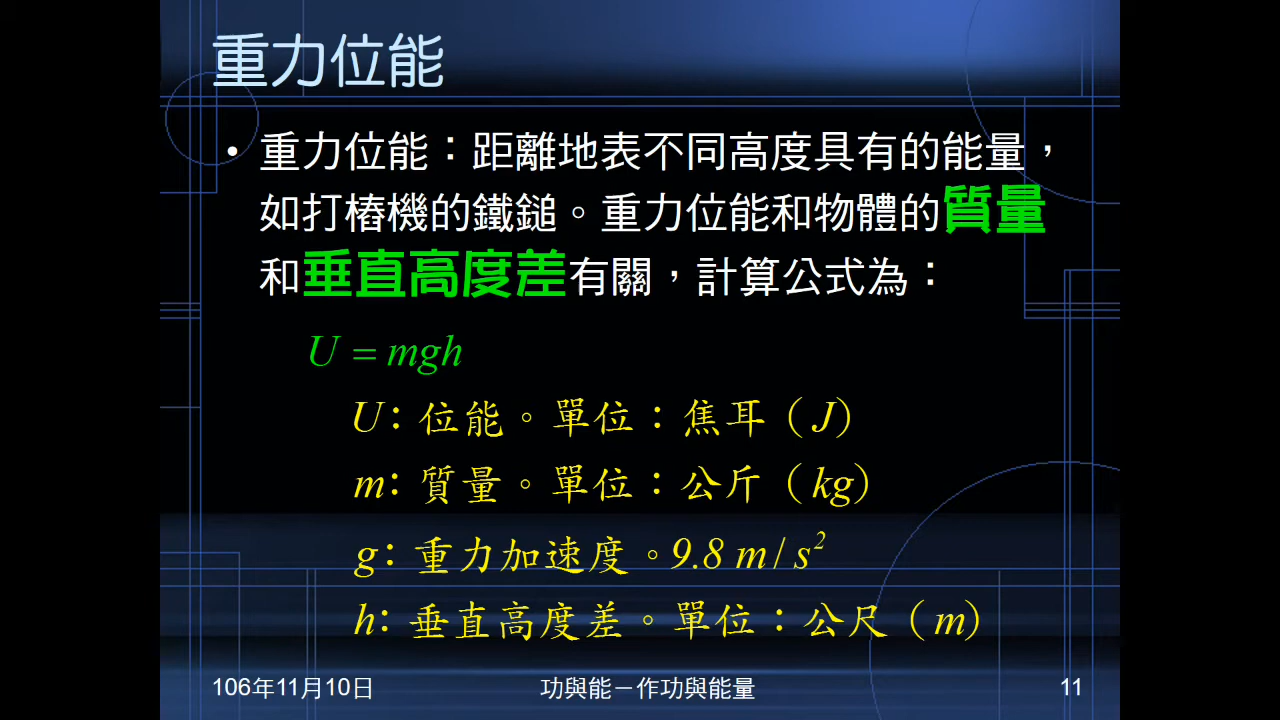 重力位能
• 重力位能：距離地表不同高度具有的能量，
如打樁機的鐵鎚。重力位能和物體的質量
和垂直高度差有關，計算公式為：
U = mgh
U: 位能。單位：焦耳（J）
m: 質量。單位：公斤（kg）
g: 重力加速度。9.8 m/s²
h: 垂直高度差。單位：公尺（m）
106年11月10日 功與能－作功與能量 11